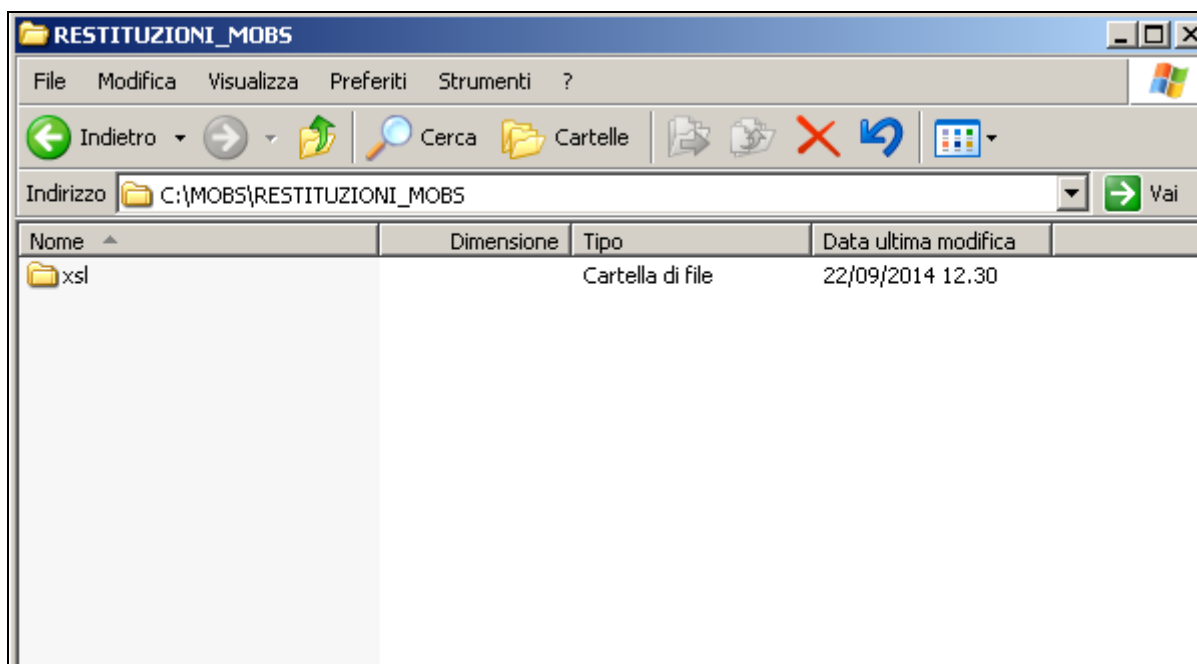 RESTITUZIONI_MOBS
File Modifica Visualizza Preferiti Strumenti ?
Indietro Cerca Cartelle
Indirizzo C:\MOBS\RESTITUZIONI_MOBS Vai
Nome Dimensione Tipo Data ultima modifica
xsl Cartella di file 22/09/2014 12.30